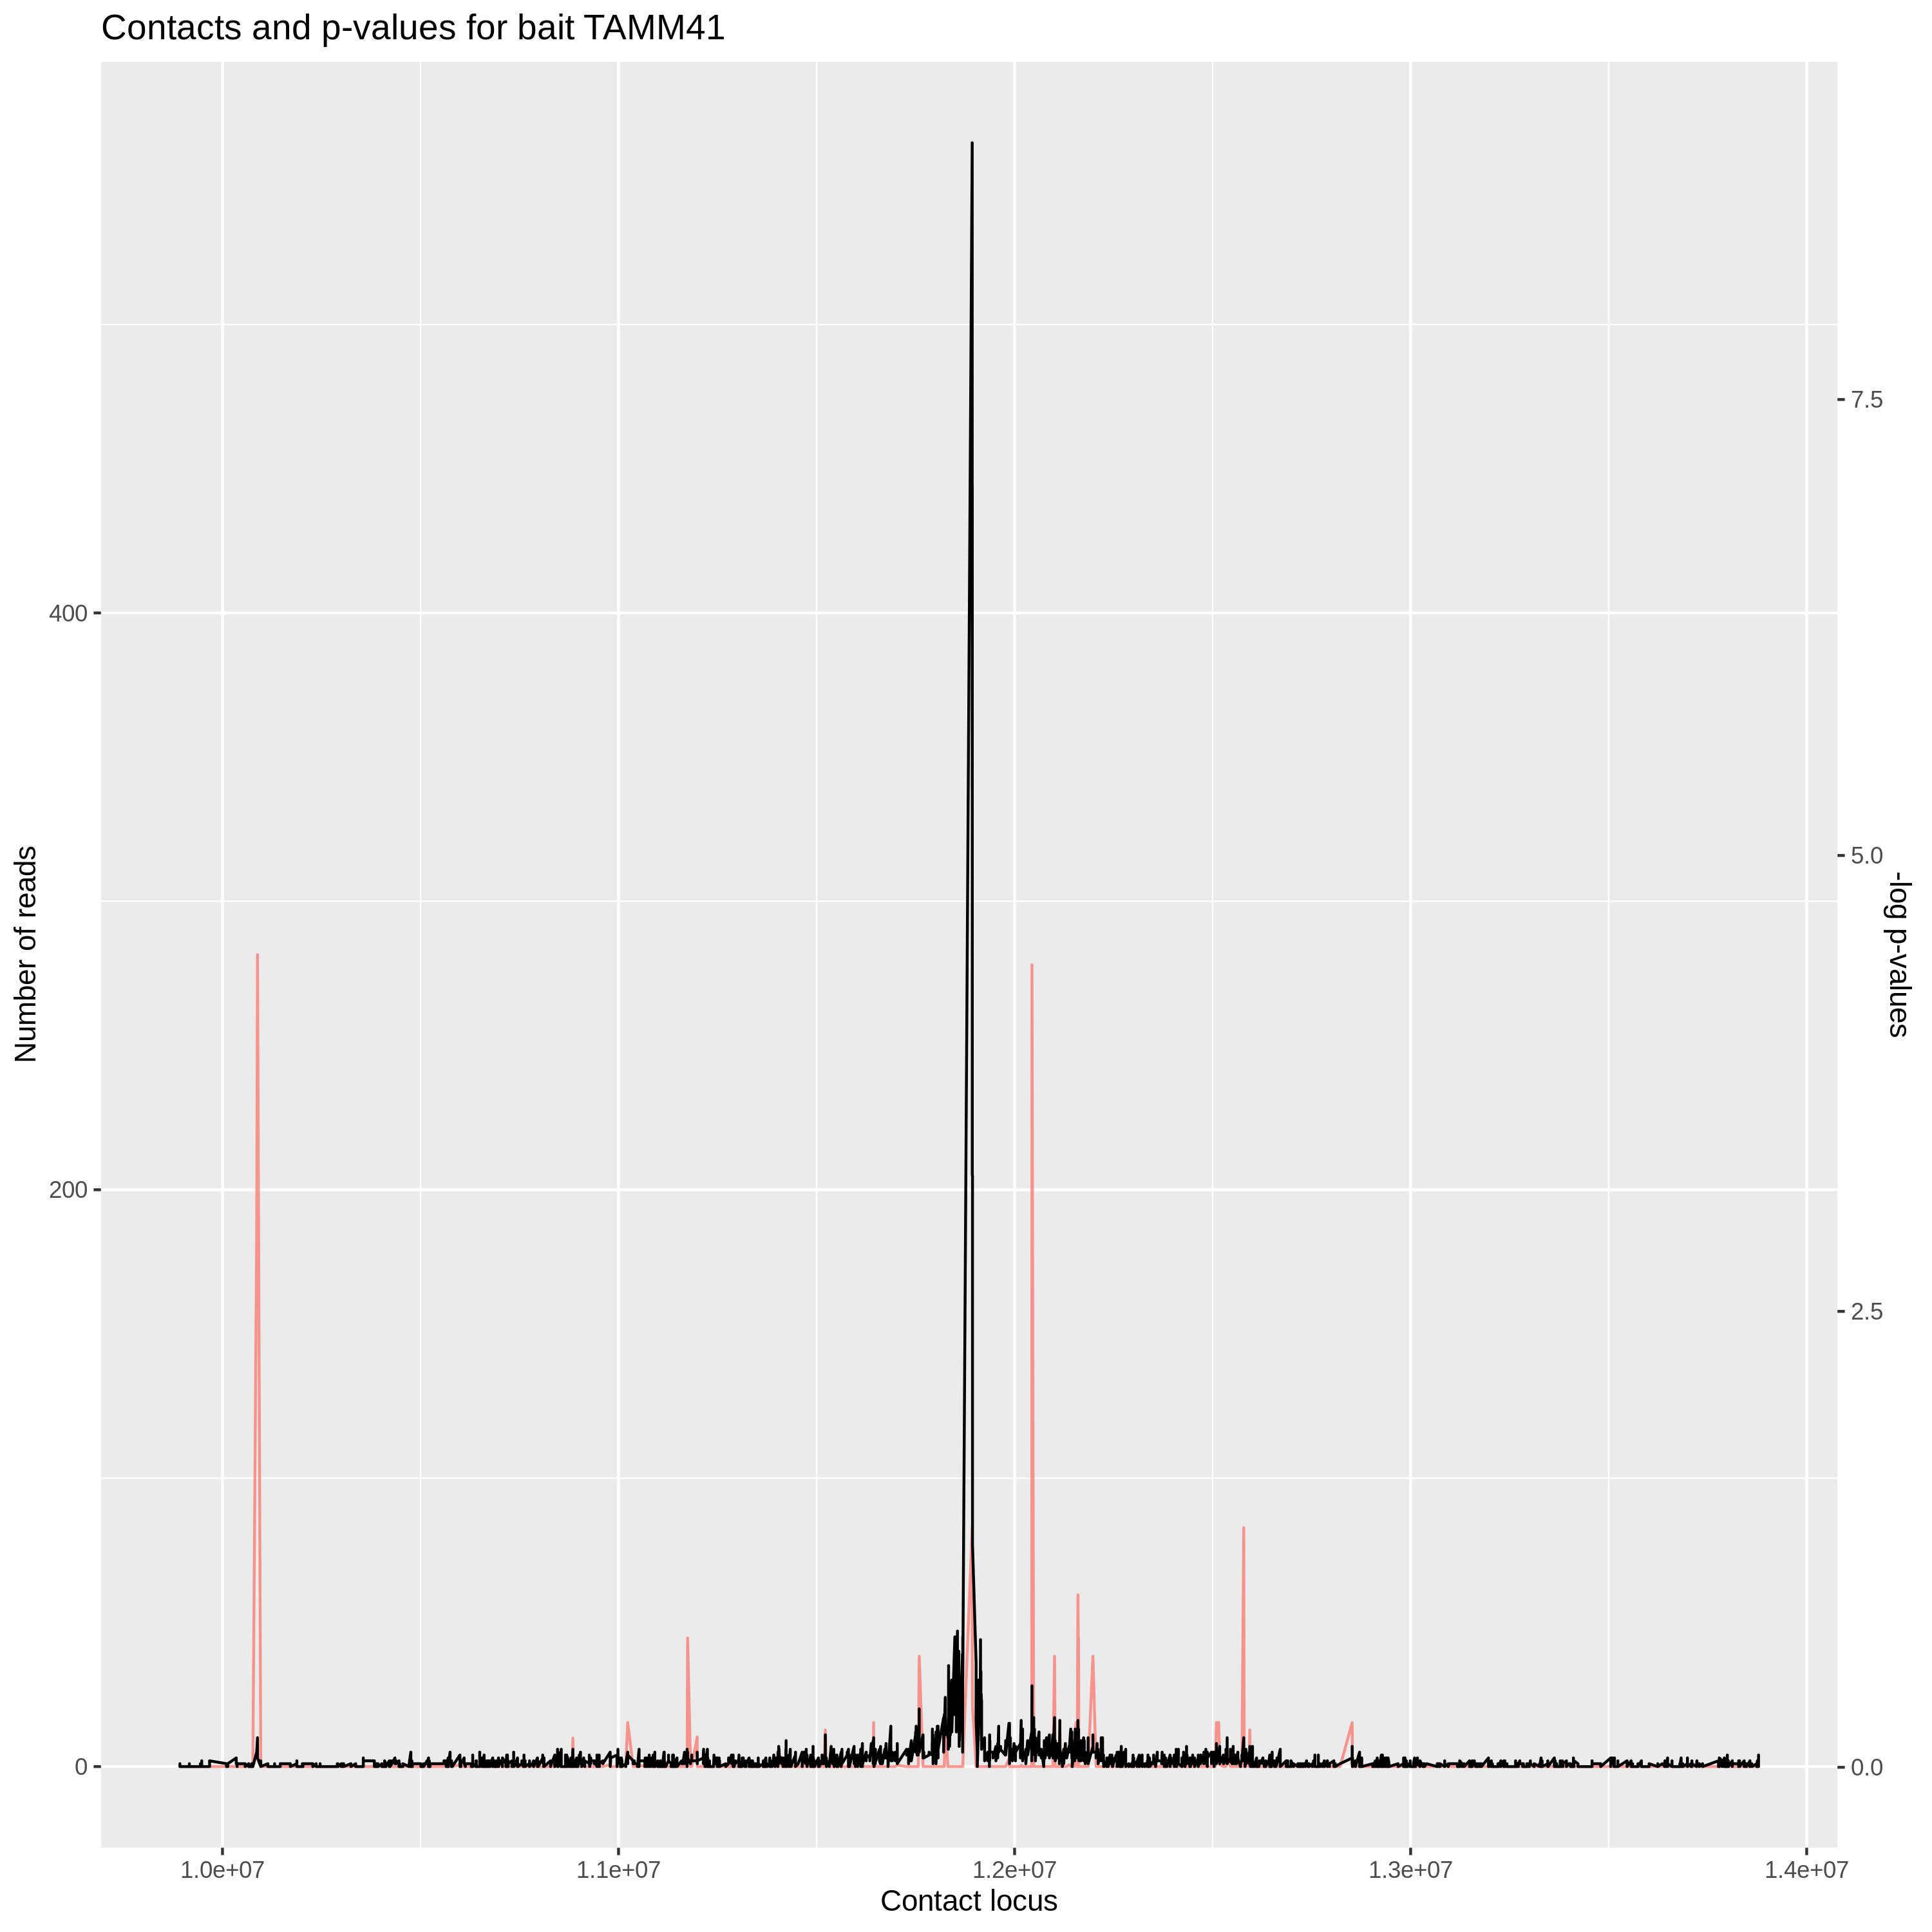 Contacts and p-values for bait TAMM41
Number of reads
400
200
0
7.5
5.0
2.5
0.0
-log p-values
1.0e+07
1.1e+07
1.2e+07
1.3e+07
1.4e+07
Contact locus